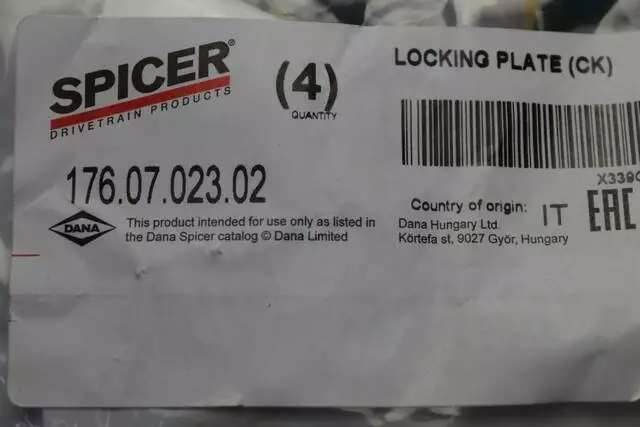 SPICER®
DRIVETRAIN PRODUCTS
(4)
QUANTITY
LOCKING PLATE (CK)
176.07.023.02
DANA
This product intended for use only as listed in
the Dana Spicer catalog © Dana Limited
Country of origin: IT
Dana Hungary Ltd.
Körtefa st, 9027 Győr, Hungary
EAC